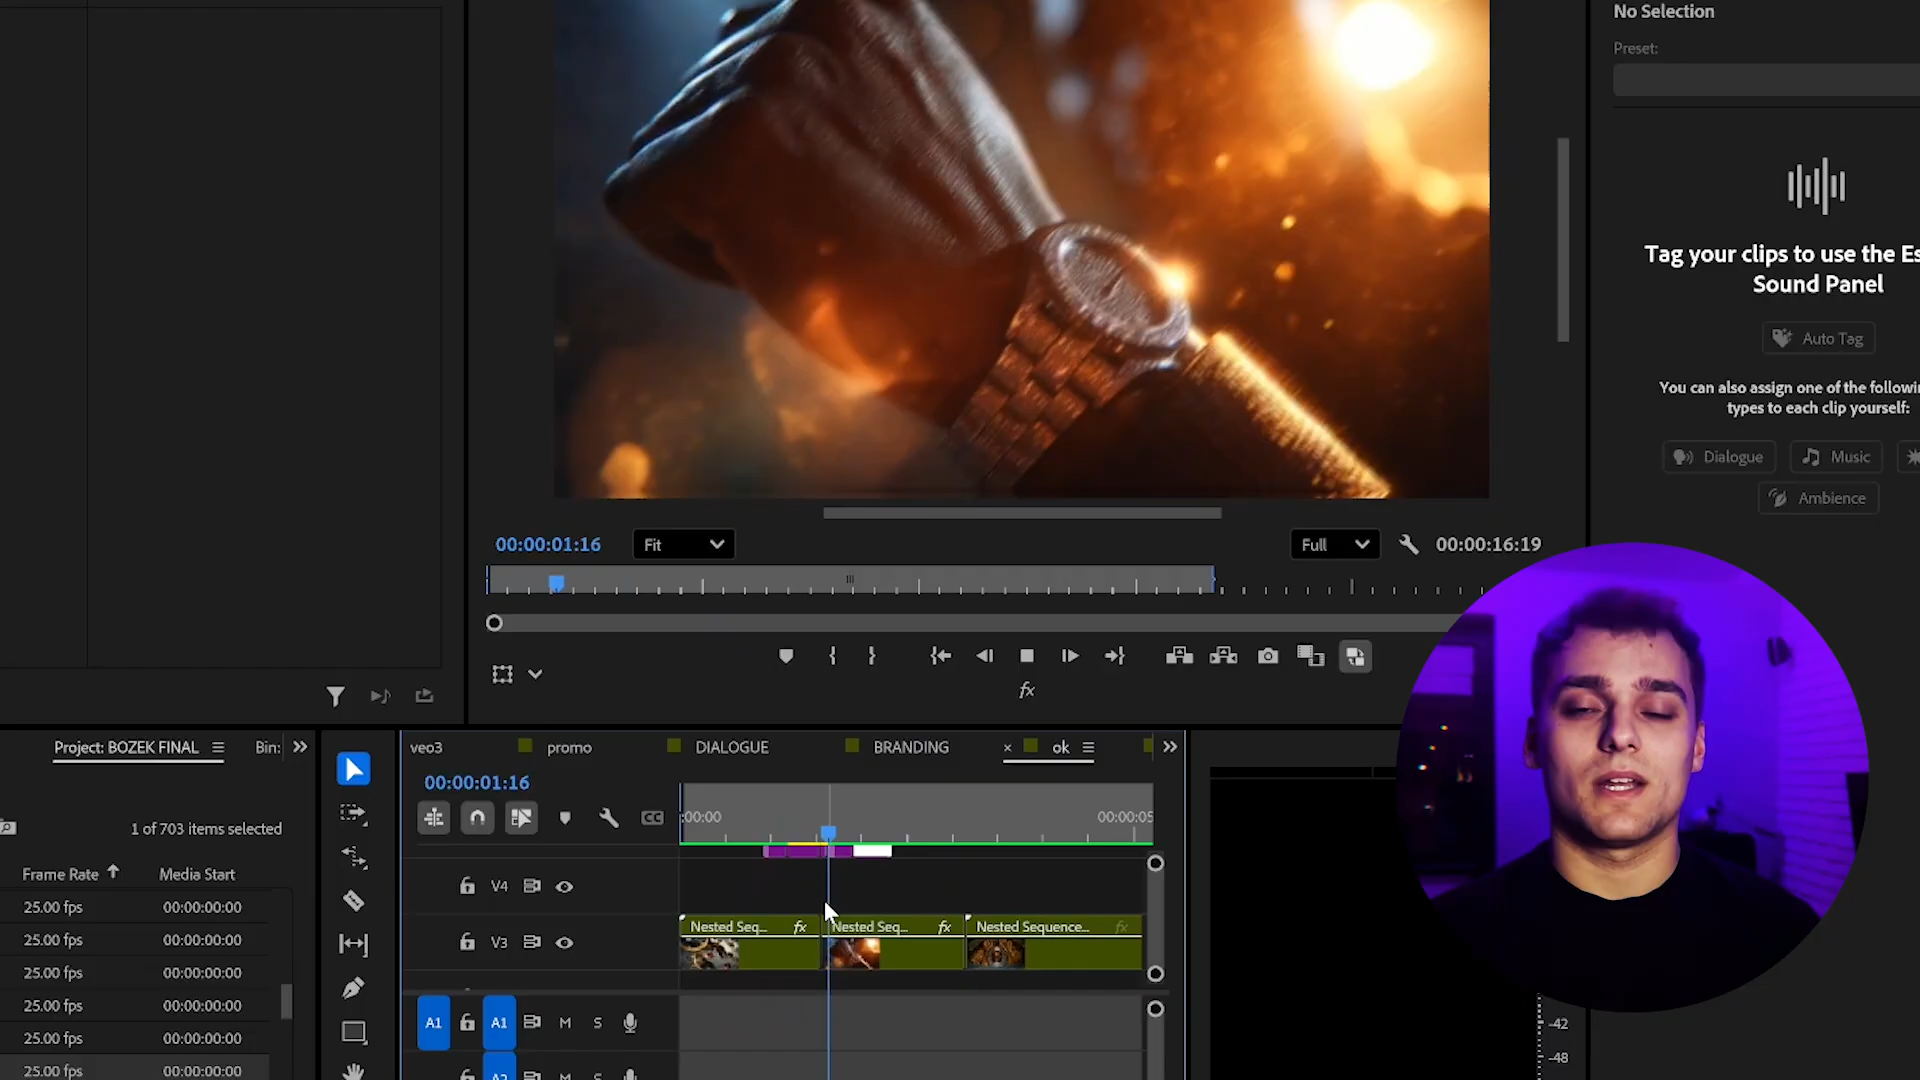 No Selection
Preset:
Tag your clips to use the Es
Sound Panel
Auto Tag
You can also assign one of the followin
types to each clip yourself:
Dialogue
Music
Ambience
00:00:01:16
Fit
Full
00:00:16:19
fx
Project: BOZEK FINAL
Bin:
veo3
promo
DIALOGUE
BRANDING
× ok
00:00:01:16
1 of 703 items selected
CC
:00:00
00:00:05
Frame Rate
Media Start
25.00 fps 00:00:00:00
25.00 fps 00:00:00:00
25.00 fps 00:00:00:00
25.00 fps 00:00:00:00
25.00 fps 00:00:00:00
25.00 fps 00:00:00:00
V4
V3
Nested Seq... fx
Nested Seq... fx
Nested Sequence... fx
A1
A1
M
S
A2
M
S
-42
-48